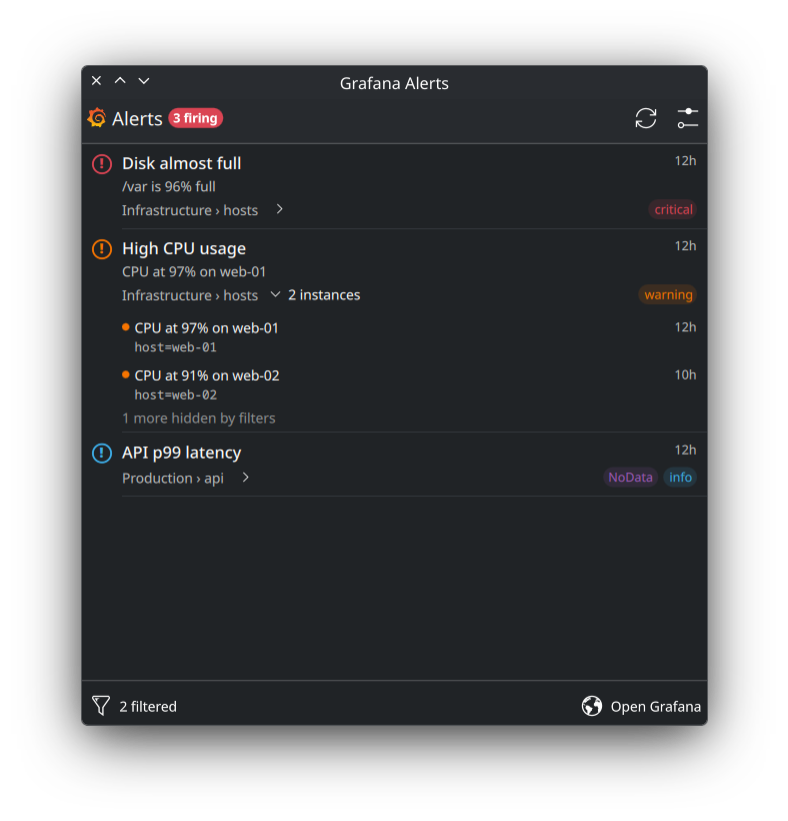 Grafana Alerts
Alerts 3 firing
Disk almost full 12h
/var is 96% full
Infrastructure › hosts critical
High CPU usage 12h
CPU at 97% on web-01
Infrastructure › hosts 2 instances warning
CPU at 97% on web-01 12h
host=web-01
CPU at 91% on web-02 10h
host=web-02
1 more hidden by filters
API p99 latency 12h
Production › api NoData info
2 filtered Open Grafana